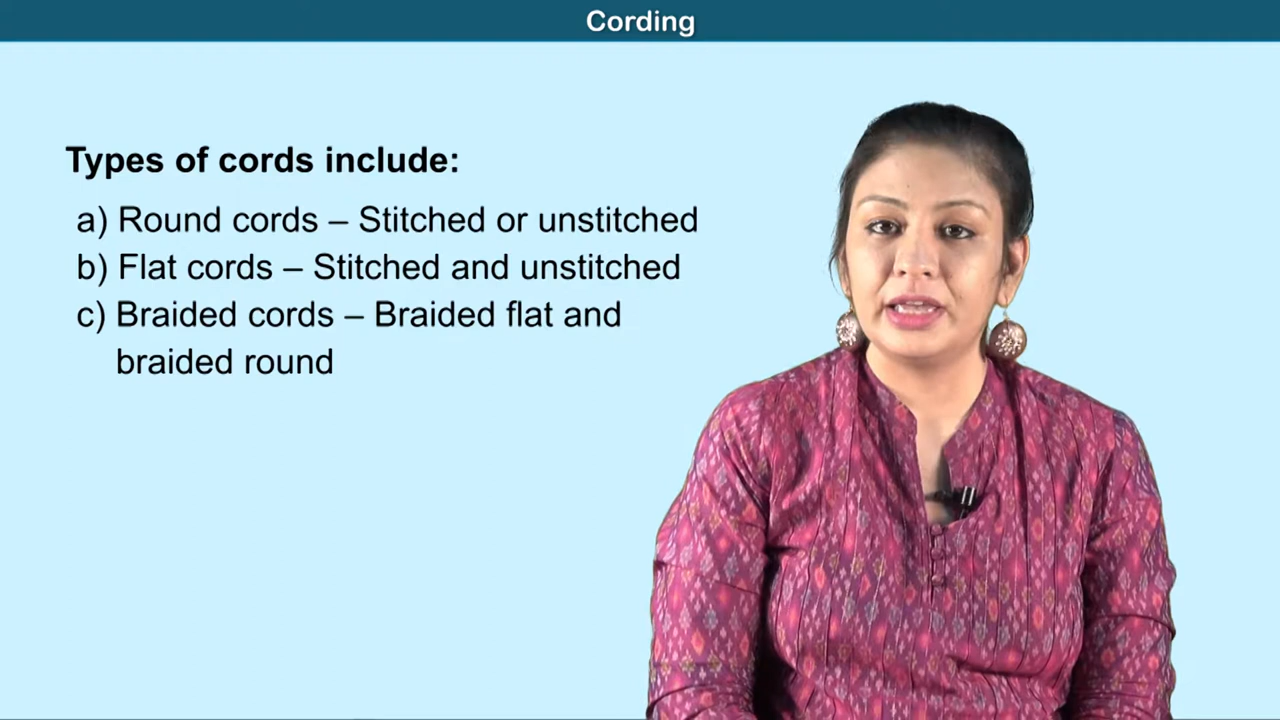 Cording
Types of cords include:
a) Round cords – Stitched or unstitched
b) Flat cords – Stitched and unstitched
c) Braided cords – Braided flat and
braided round